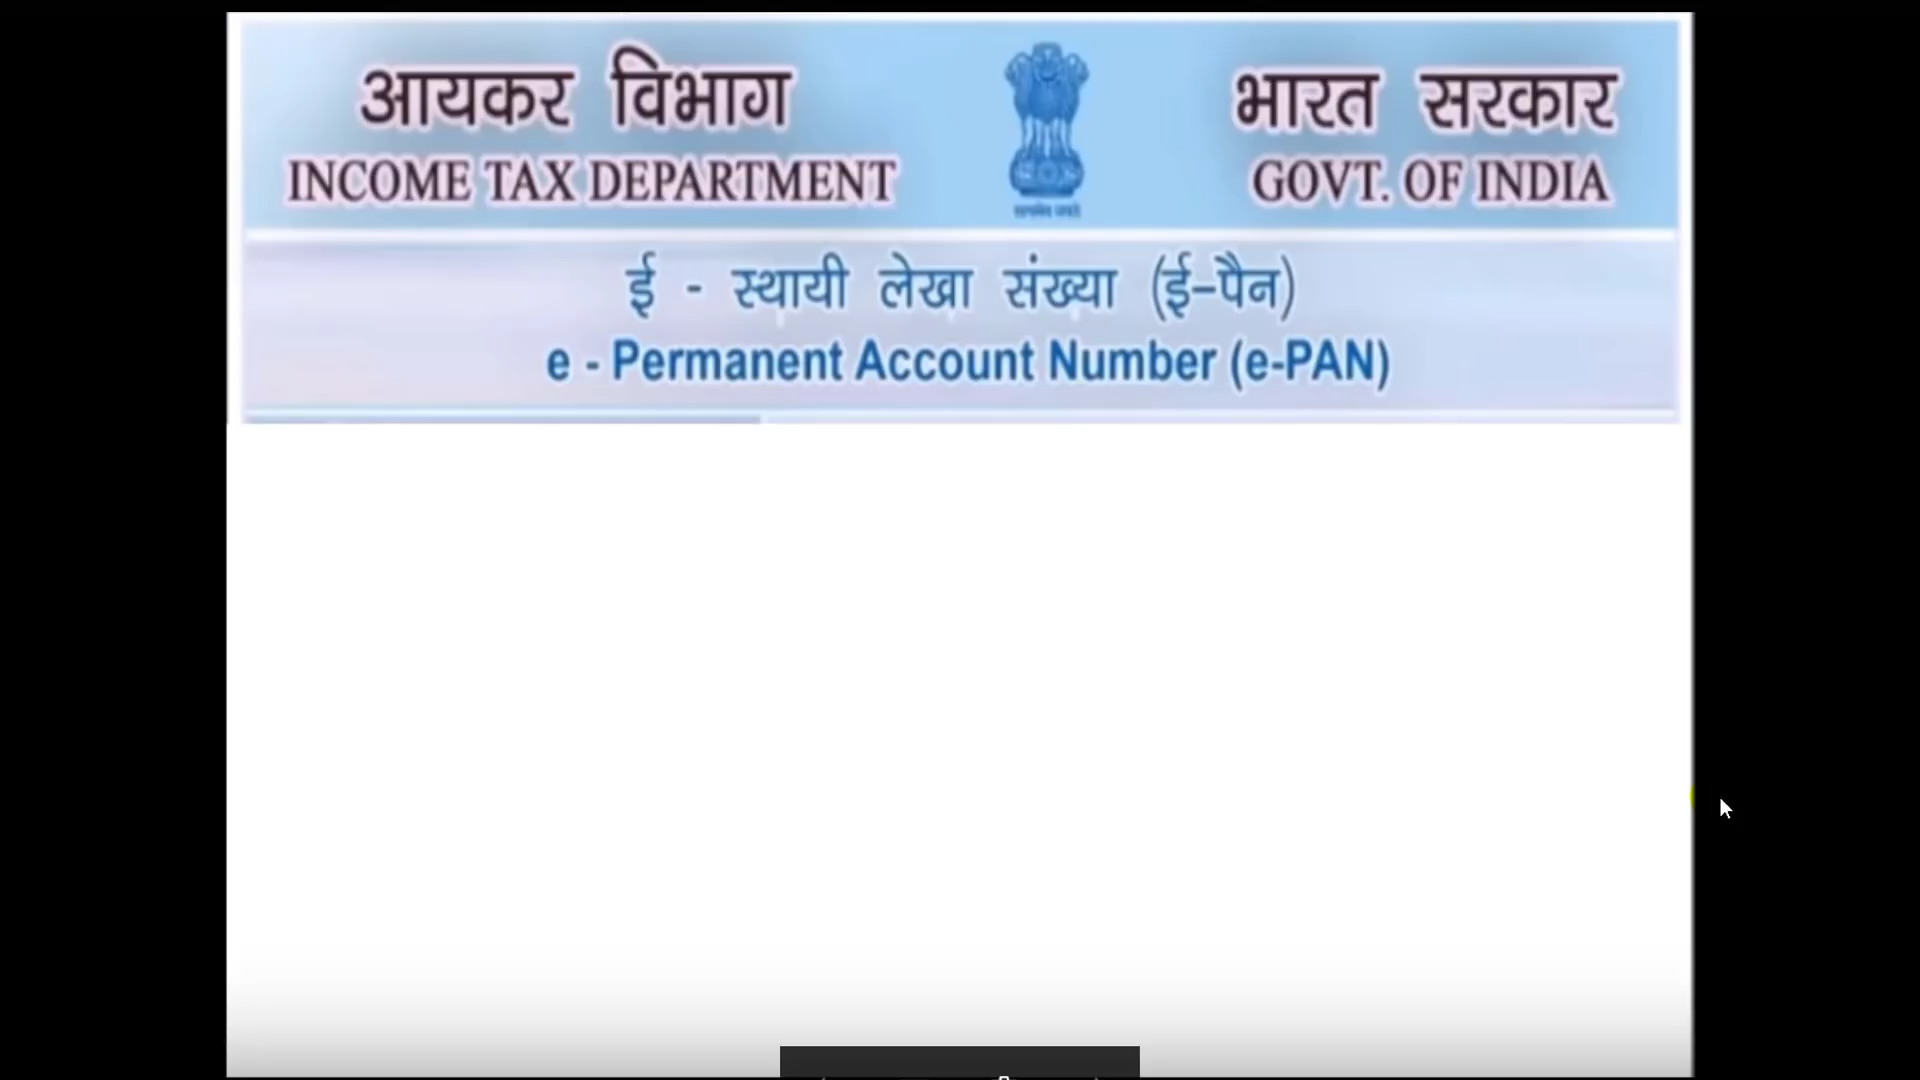 आयकर विभाग
INCOME TAX DEPARTMENT
भारत सरकार
GOVT. OF INDIA
ई - स्थायी लेखा संख्या (ई-पैन)
e - Permanent Account Number (e-PAN)